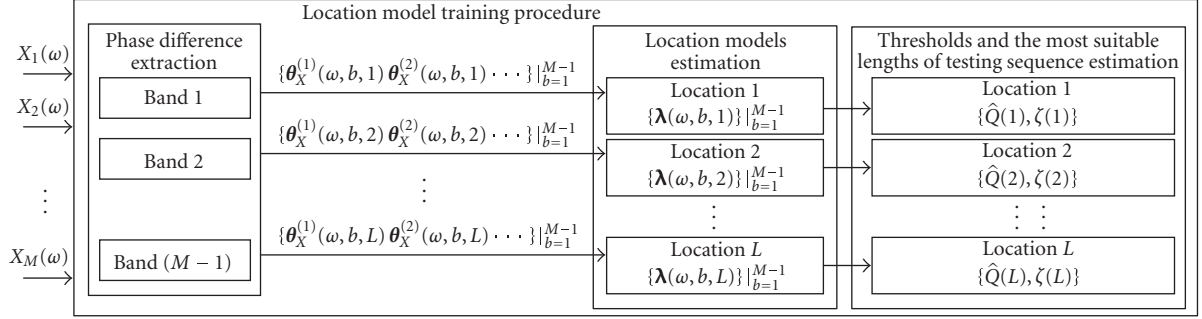 Location model training procedure
X_1(ω)
X_2(ω)
⋮
X_M(ω)
Phase difference
extraction
Band 1
Band 2
⋮
Band (M − 1)
{θ_X^{(1)}(ω, b, 1) θ_X^{(2)}(ω, b, 1) · · · }|_{b=1}^{M−1}
{θ_X^{(1)}(ω, b, 2) θ_X^{(2)}(ω, b, 2) · · · }|_{b=1}^{M−1}
⋮
{θ_X^{(1)}(ω, b, L) θ_X^{(2)}(ω, b, L) · · · }|_{b=1}^{M−1}
Location models
estimation
Location 1
{λ(ω, b, 1)}|_{b=1}^{M−1}
Location 2
{λ(ω, b, 2)}|_{b=1}^{M−1}
⋮
Location L
{λ(ω, b, L)}|_{b=1}^{M−1}
Thresholds and the most suitable
lengths of testing sequence estimation
Location 1
{Q̂(1), ζ(1)}
Location 2
{Q̂(2), ζ(2)}
⋮ ⋮
Location L
{Q̂(L), ζ(L)}